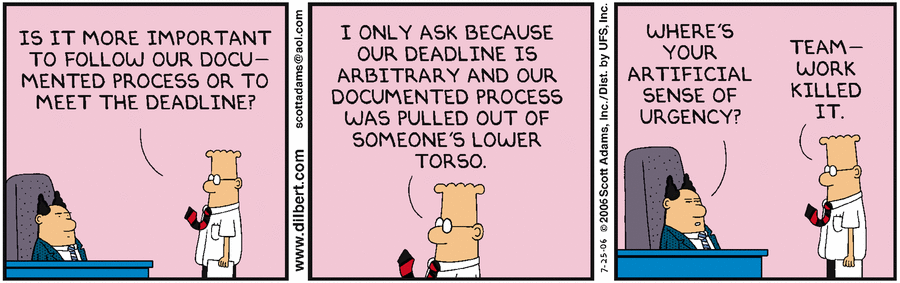 IS IT MORE IMPORTANT
TO FOLLOW OUR DOCU-
MENTED PROCESS OR TO
MEET THE DEADLINE?
www.dilbert.com scottadams@aol.com
I ONLY ASK BECAUSE
OUR DEADLINE IS
ARBITRARY AND OUR
DOCUMENTED PROCESS
WAS PULLED OUT OF
SOMEONE'S LOWER
TORSO.
7-25-06 ©2006 Scott Adams, Inc./Dist. by UFS, Inc.
WHERE'S
YOUR
ARTIFICIAL
SENSE OF
URGENCY?
TEAM-
WORK
KILLED
IT.